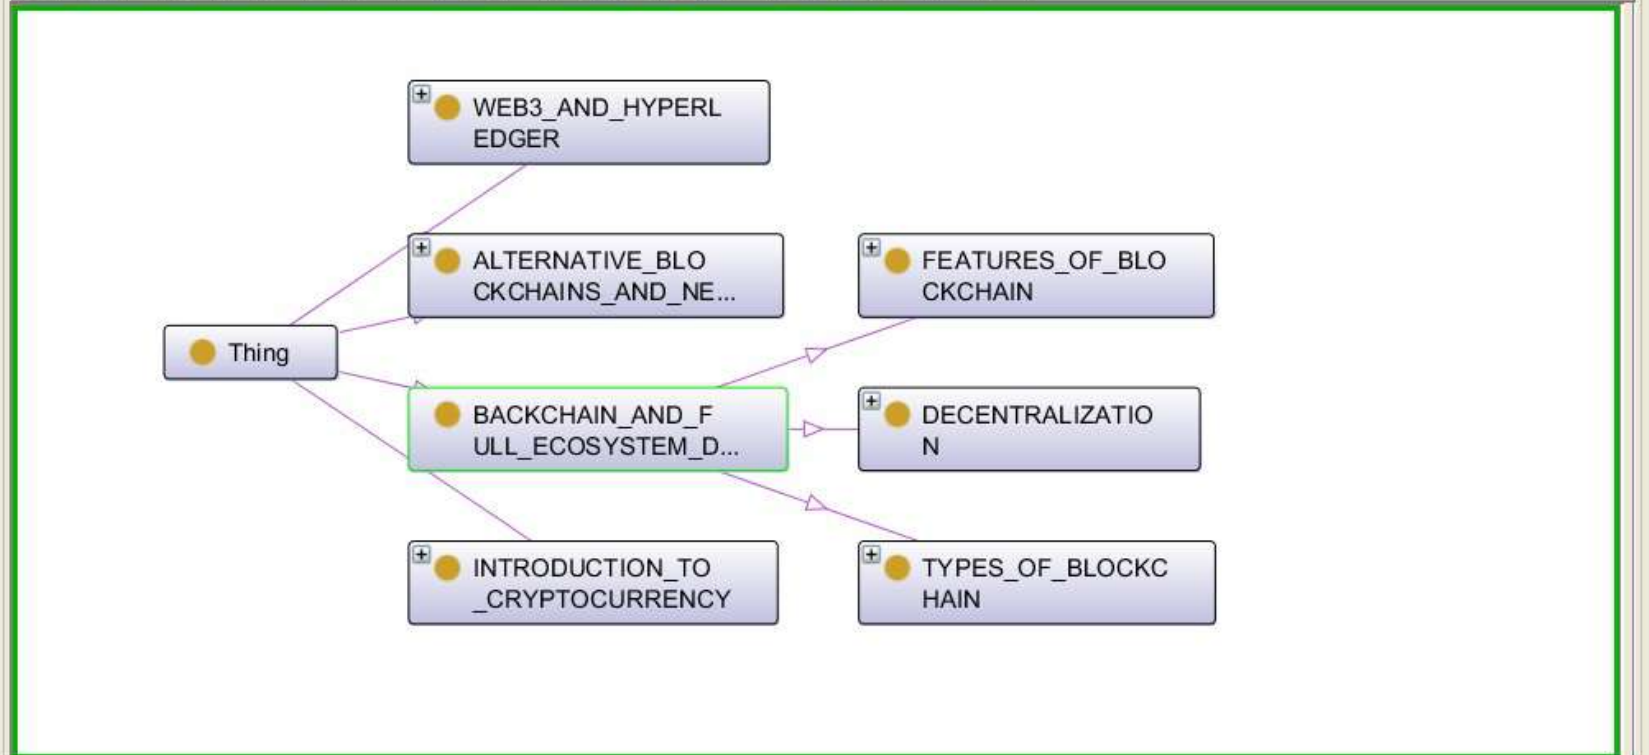 WEB3_AND_HYPERL
EDGER
ALTERNATIVE_BLO
CKCHAINS_AND_NE...
FEATURES_OF_BLO
CKCHAIN
Thing
BACKCHAIN_AND_F
ULL_ECOSYSTEM_D...
DECENTRALIZATIO
N
INTRODUCTION_TO
_CRYPTOCURRENCY
TYPES_OF_BLOCKC
HAIN